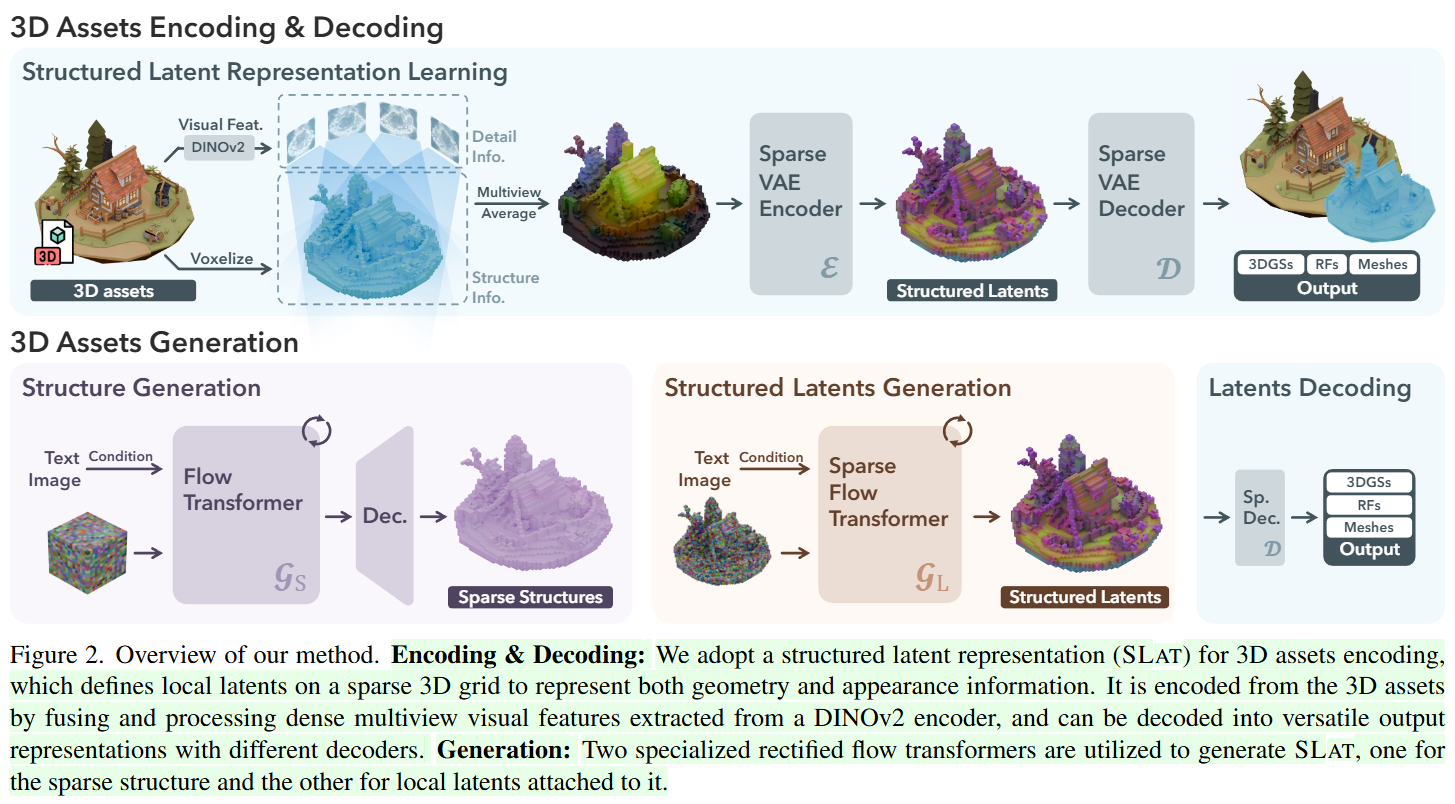 3D Assets Encoding & Decoding
Structured Latent Representation Learning
Visual Feat.
DINOv2
Detail
Info.
Multiview
Average
Voxelize
Structure
Info.
3D
3D assets
Sparse
VAE
Encoder
ℰ
Structured Latents
Sparse
VAE
Decoder
𝒟
3DGSs RFs Meshes
Output
3D Assets Generation
Structure Generation
Text
Image
Condition
Flow
Transformer
𝒢S
Dec.
Sparse Structures
Structured Latents Generation
Text
Image
Condition
Sparse
Flow
Transformer
𝒢L
Structured Latents
Latents Decoding
Sp.
Dec.
𝒟
3DGSs
RFs
Meshes
Output
Figure 2. Overview of our method. Encoding & Decoding: We adopt a structured latent representation (SLAT) for 3D assets encoding,
which defines local latents on a sparse 3D grid to represent both geometry and appearance information. It is encoded from the 3D assets
by fusing and processing dense multiview visual features extracted from a DINOv2 encoder, and can be decoded into versatile output
representations with different decoders. Generation: Two specialized rectified flow transformers are utilized to generate SLAT, one for
the sparse structure and the other for local latents attached to it.